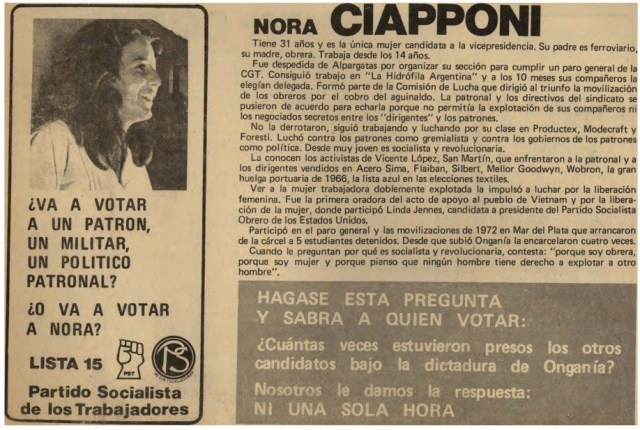 ¿VA A VOTAR
A UN PATRON,
UN MILITAR,
UN POLITICO
PATRONAL?
¿O VA A VOTAR
A NORA?
LISTA 15
PST
PS
Partido Socialista
de los Trabajadores
NORA CIAPPONI
Tiene 31 años y es la única mujer candidata a la vicepresidencia. Su padre es ferroviario,
su madre, obrera. Trabaja desde los 14 años.
Fue despedida de Alpargatas por organizar su sección para cumplir un paro general de la
CGT. Consiguió trabajo en "La Hidrófila Argentina" y a los 10 meses sus compañeros la
elegían delegada. Formó parte de la Comisión de Lucha que dirigió al triunfo la movilización
de los obreros por el cobro del aguinaldo. La patronal y los directivos del sindicato se
pusieron de acuerdo para echarla porque no permitía la explotación de sus compañeros ni
los negociados secretos entre los "dirigentes" y los patrones.
No la derrotaron, siguió trabajando y luchando por su clase en Productex, Modecraft y
Foresti. Luchó contra los patrones como gremialista y contra los gobiernos de los patrones
como política. Desde muy joven es socialista y revolucionaria.
La conocen los activistas de Vicente López, San Martín, que enfrentaron a la patronal y a
los dirigentes vendidos en Acero Sima, Flaiban, Silbert, Mellor Goodwyn, Wobron, la gran
huelga portuaria de 1966, la lista azul en las elecciones textiles.
Ver a la mujer trabajadora doblemente explotada la impulsó a luchar por la liberación
femenina. Fue la primera oradora del acto de apoyo al pueblo de Vietnam y por la libera-
ción de la mujer, donde participó Linda Jennes, candidata a presidente del Partido Socialista
Obrero de los Estados Unidos.
Participó en el paro general y las movilizaciones de 1972 en Mar del Plata que arrancaron
de la cárcel a 5 estudiantes detenidos. Desde que subió Onganía la encarcelaron cuatro veces.
Cuando le preguntan por qué es socialista y revolucionaria, contesta: "porque soy obrera,
porque soy mujer y porque pienso que ningún hombre tiene derecho a explotar a otro
hombre".
HAGASE ESTA PREGUNTA
Y SABRA A QUIEN VOTAR:
¿Cuántas veces estuvieron presos los otros
candidatos bajo la dictadura de Onganía?
Nosotros le damos la respuesta:
NI UNA SOLA HORA